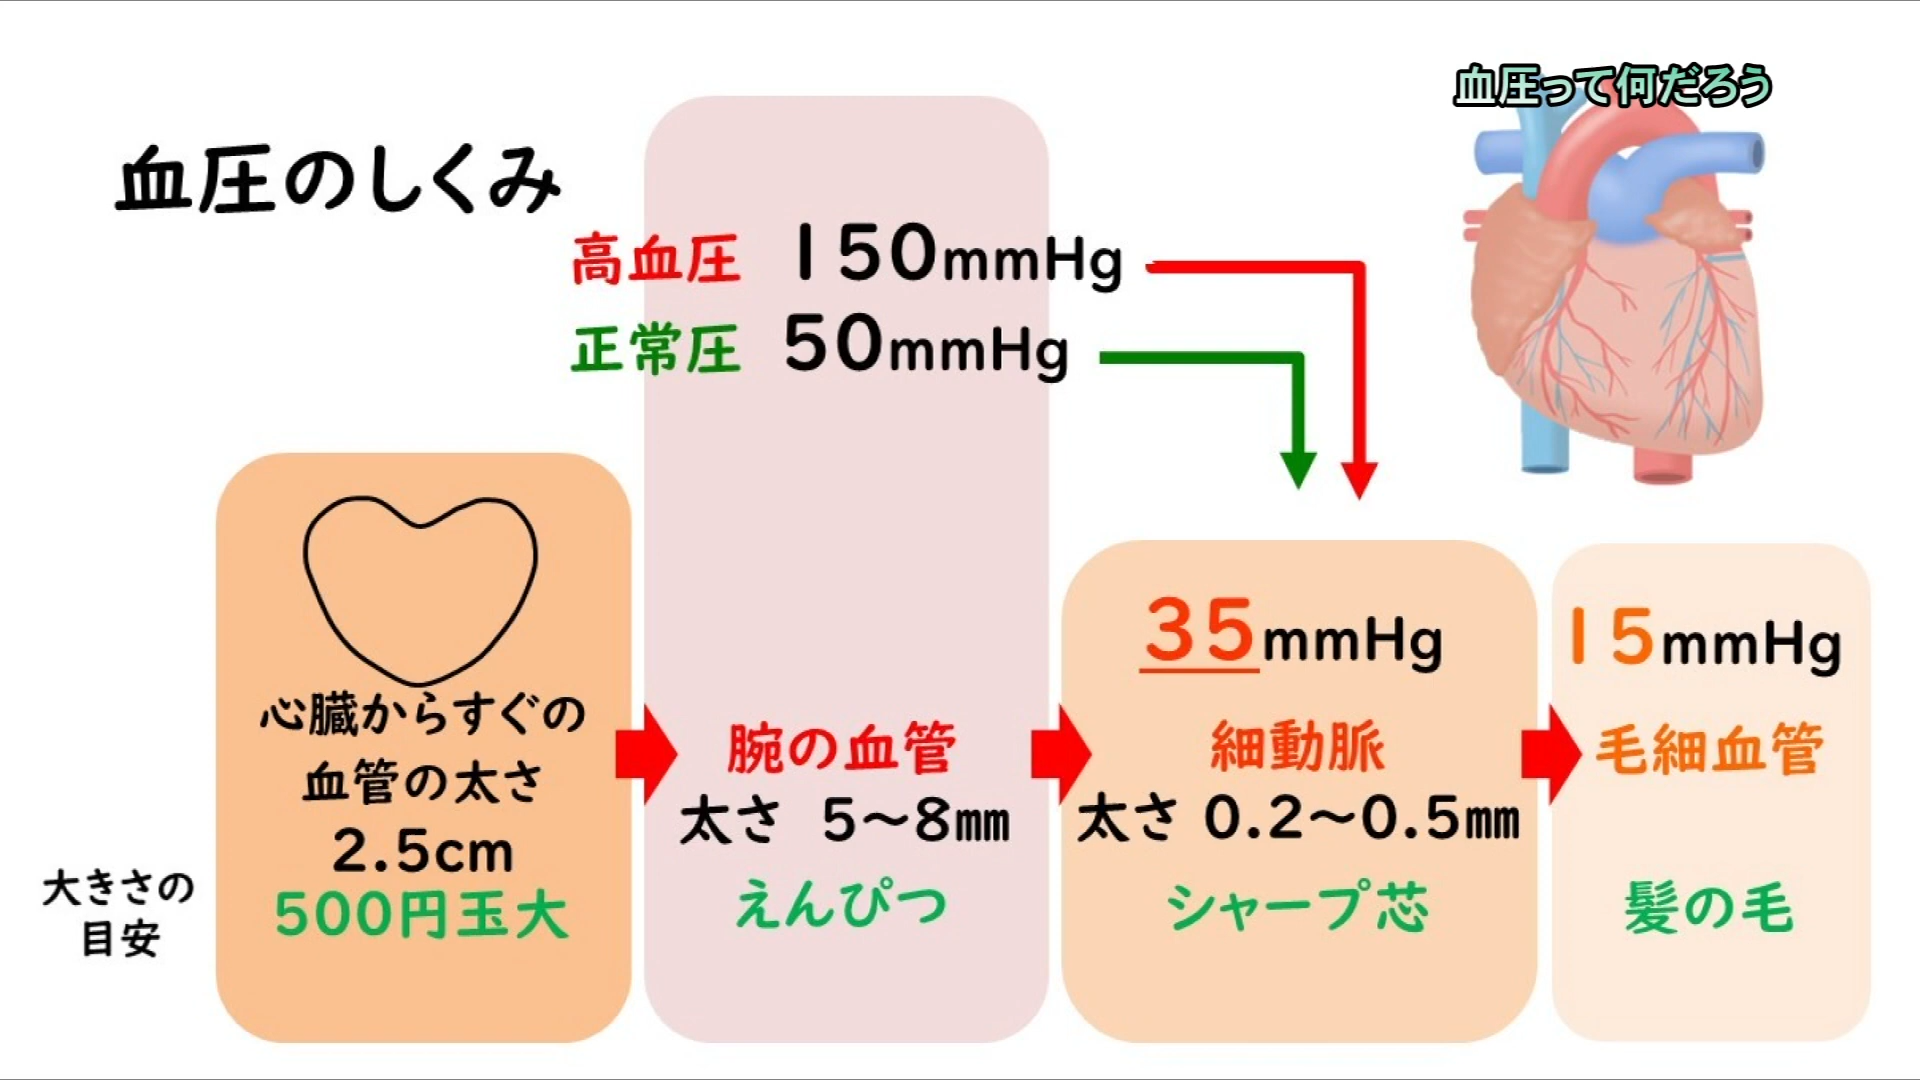 血圧って何だろう
血圧のしくみ
高血圧 150mmHg
正常圧 50mmHg
心臓からすぐの
血管の太さ
2.5cm
500円玉大
大きさの
目安
腕の血管
太さ 5～8㎜
えんぴつ
35mmHg
細動脈
太さ 0.2～0.5㎜
シャープ芯
15mmHg
毛細血管
髪の毛